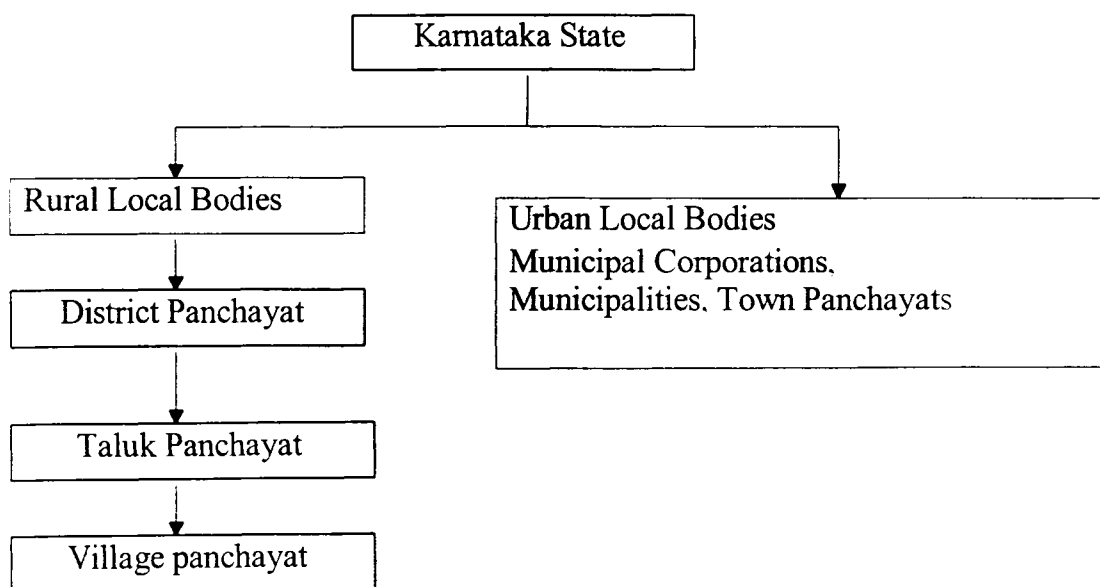 Karnataka State
Rural Local Bodies
Urban Local Bodies
Municipal Corporations,
Municipalities, Town Panchayats
District Panchayat
Taluk Panchayat
Village panchayat